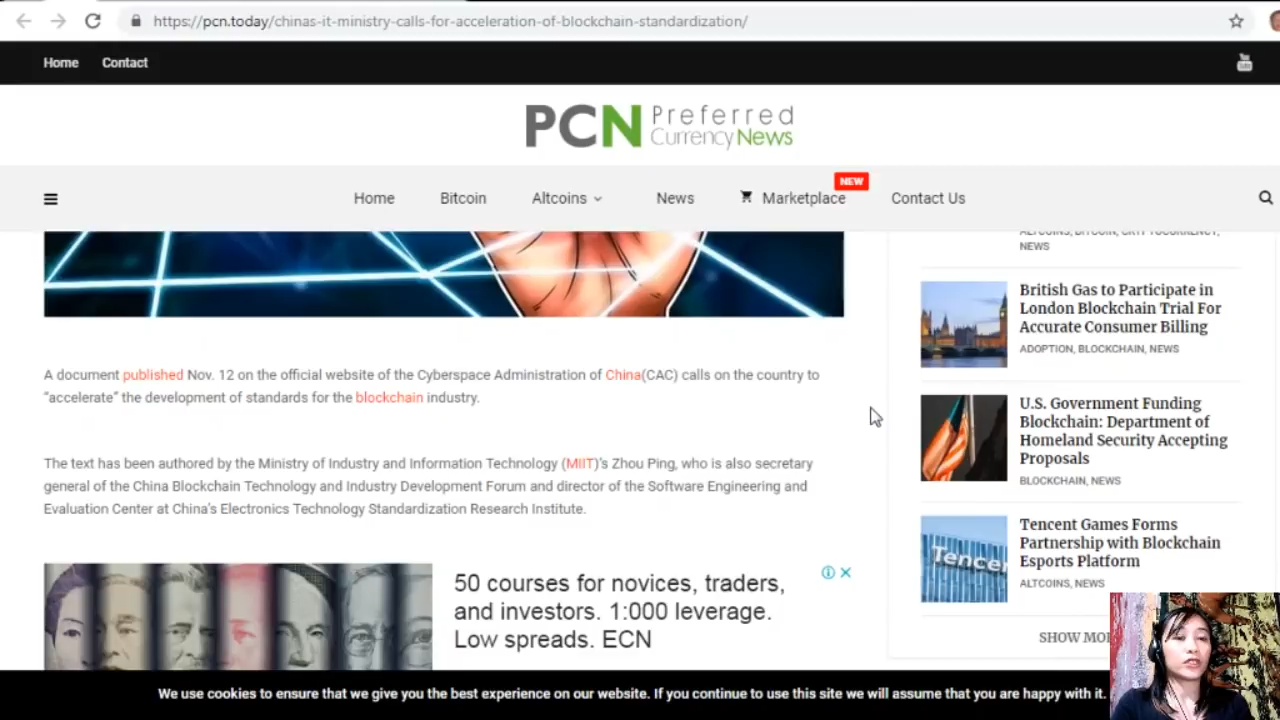 https://pcn.today/chinas-it-ministry-calls-for-acceleration-of-blockchain-standardization/
Home Contact
PCN Preferred
Currency News
NEW
Home Bitcoin Altcoins News Marketplace Contact Us
A document published Nov. 12 on the official website of the Cyberspace Administration of China(CAC) calls on the country to
“accelerate” the development of standards for the blockchain industry.
The text has been authored by the Ministry of Industry and Information Technology (MIIT)’s Zhou Ping, who is also secretary
general of the China Blockchain Technology and Industry Development Forum and director of the Software Engineering and
Evaluation Center at China’s Electronics Technology Standardization Research Institute.
50 courses for novices, traders,
and investors. 1:000 leverage.
Low spreads. ECN
ALTCOINS, BITCOIN, CRYPTOCURRENCY,
NEWS
British Gas to Participate in
London Blockchain Trial For
Accurate Consumer Billing
ADOPTION, BLOCKCHAIN, NEWS
U.S. Government Funding
Blockchain: Department of
Homeland Security Accepting
Proposals
BLOCKCHAIN, NEWS
Tencent Games Forms
Partnership with Blockchain
Esports Platform
ALTCOINS, NEWS
SHOW
We use cookies to ensure that we give you the best experience on our website. If you continue to use this site we will assume that you are happy with it.